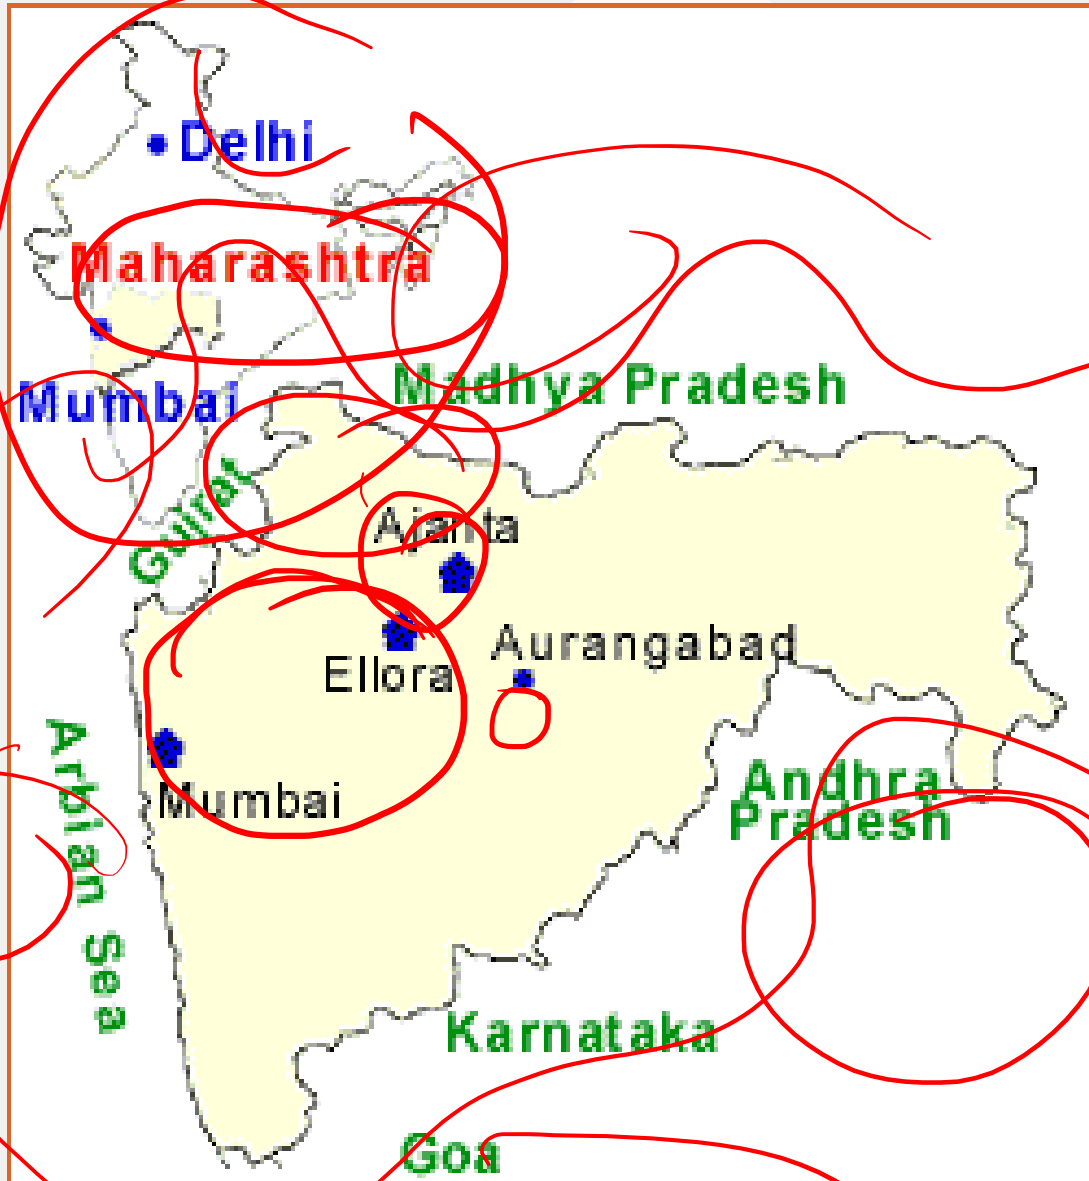 Delhi
Maharashtra
Mumbai
Madhya Pradesh
Gujrat
Ajanta
Ellora
Aurangabad
Mumbai
Arbian Sea
Andhra
Pradesh
Karnataka
Goa